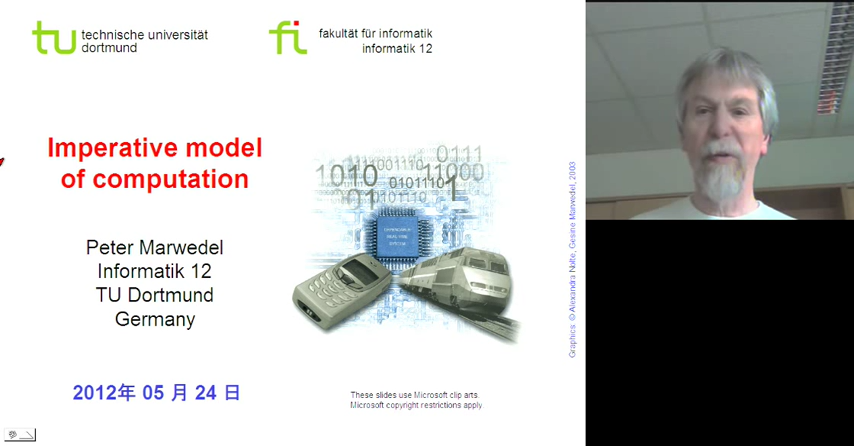 technische universität
dortmund
fakultät für informatik
informatik 12
Imperative model
of computation
Peter Marwedel
Informatik 12
TU Dortmund
Germany
2012年 05 月 24 日
These slides use Microsoft clip arts.
Microsoft copyright restrictions apply
Graphics: © Alexandra Nolte, Gesine Marwedel, 2003